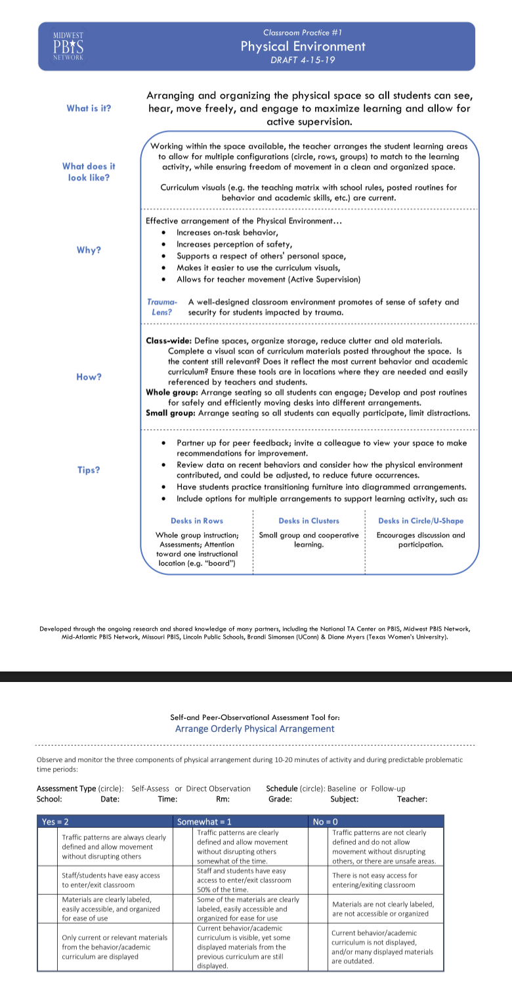 MIDWEST
PBIS
NETWORK
Classroom Practice #1
Physical Environment
DRAFT 4-15-19
What is it?
Arranging and organizing the physical space so all students can see,
hear, move freely, and engage to maximize learning and allow for
active supervision.
What does it
look like?
Working within the space available, the teacher arranges the student learning areas
to allow for multiple configurations (circle, rows, groups) to match to the learning
activity, while ensuring freedom of movement in a clean and organized space.
Curriculum visuals (e.g. the teaching matrix with school rules, posted routines for
behavior and academic skills, etc.) are current.
Why?
Effective arrangement of the Physical Environment…
• Increases on-task behavior,
• Increases perception of safety,
• Supports a respect of others' personal space,
• Makes it easier to use the curriculum visuals,
• Allows for teacher movement (Active Supervision)
Trauma-
Lens?
A well-designed classroom environment promotes of sense of safety and
security for students impacted by trauma.
How?
Class-wide: Define spaces, organize storage, reduce clutter and old materials.
Complete a visual scan of curriculum materials posted throughout the space. Is
the content still relevant? Does it reflect the most current behavior and academic
curriculum? Ensure these tools are in locations where they are needed and easily
referenced by teachers and students.
Whole group: Arrange seating so all students can engage; Develop and post routines
for safely and efficiently moving desks into different arrangements.
Small group: Arrange seating so all students can equally participate, limit distractions.
Tips?
• Partner up for peer feedback; invite a colleague to view your space to make
recommendations for improvement.
• Review data on recent behaviors and consider how the physical environment
contributed, and could be adjusted, to reduce future occurrences.
• Have students practice transitioning furniture into diagrammed arrangements.
• Include options for multiple arrangements to support learning activity, such as:
Desks in Rows
Whole group instruction;
Assessments; Attention
toward one instructional
location (e.g. “board”)
Desks in Clusters
Small group and cooperative
learning.
Desks in Circle/U-Shape
Encourages discussion and
participation.
Developed through the ongoing research and shared knowledge of many partners, including the National TA Center on PBIS, Midwest PBIS Network,
Mid-Atlantic PBIS Network, Missouri PBIS, Lincoln Public Schools, Brandi Simonsen (UConn) & Diane Myers (Texas Women's University).
Self-and Peer-Observational Assessment Tool for:
Arrange Orderly Physical Arrangement
Observe and monitor the three components of physical arrangement during 10-20 minutes of activity and during predictable problematic
time periods:
Assessment Type (circle): Self-Assess or Direct Observation Schedule (circle): Baseline or Follow-up
School: Date: Time: Rm: Grade: Subject: Teacher:
Yes = 2 Somewhat = 1 No = 0
Traffic patterns are always clearly
defined and allow movement
without disrupting others
Traffic patterns are clearly
defined and allow movement
without disrupting others
somewhat of the time.
Traffic patterns are not clearly
defined and do not allow
movement without disrupting
others, or there are unsafe areas.
Staff/students have easy access
to enter/exit classroom
Staff and students have easy
access to enter/exit classroom
50% of the time.
There is not easy access for
entering/exiting classroom
Materials are clearly labeled,
easily accessible, and organized
for ease of use
Some of the materials are clearly
labeled, easily accessible and
organized for ease for use
Materials are not clearly labeled,
are not accessible or organized
Only current or relevant materials
from the behavior/academic
curriculum are displayed
Current behavior/academic
curriculum is visible, yet some
displayed materials from the
previous curriculum are still
displayed.
Current behavior/academic
curriculum is not displayed,
and/or many displayed materials
are outdated.